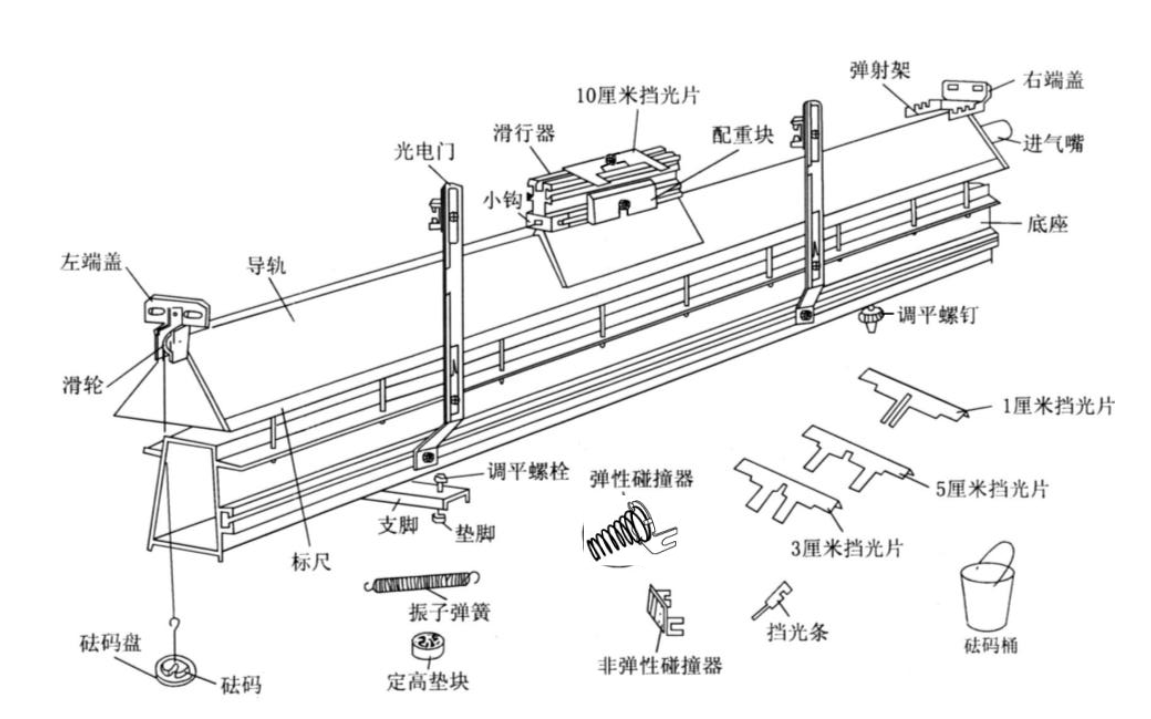 弹射架
右端盖
10厘米挡光片
滑行器
配重块
光电门
进气嘴
小钩
底座
左端盖
导轨
调平螺钉
滑轮
1厘米挡光片
调平螺栓
弹性碰撞器
5厘米挡光片
支脚
垫脚
3厘米挡光片
标尺
振子弹簧
挡光条
砝码桶
砝码盘
非弹性碰撞器
定高垫块
砝码